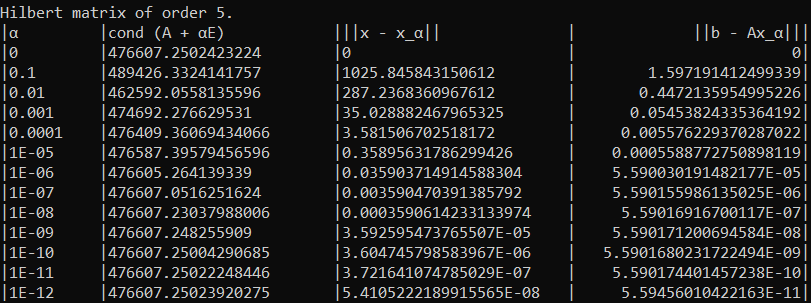 Hilbert matrix of order 5.
|α |cond (A + αE) |||x - x_α|| | ||b - Ax_α|||
|0 |476607.2502423224 |0 | 0|
|0.1 |489426.3324141757 |1025.845843150612 | 1.597191412499339|
|0.01 |462592.0558135596 |287.2368360967612 | 0.4472135954995226|
|0.001 |474692.276629531 |35.028882467965325 | 0.05453824335364192|
|0.0001 |476409.36069434066 |3.581506702518172 | 0.005576229370287022|
|1E-05 |476587.39579456596 |0.35895631786299426 | 0.0005588772750898119|
|1E-06 |476605.264139339 |0.035903714914588304 | 5.590030191482177E-05|
|1E-07 |476607.0516251624 |0.003590470391385792 | 5.590155986135025E-06|
|1E-08 |476607.23037988006 |0.0003590614233133974 | 5.59016916700117E-07|
|1E-09 |476607.248255909 |3.592595473765507E-05 | 5.590171200694584E-08|
|1E-10 |476607.25004290685 |3.604745798583967E-06 | 5.5901680231722494E-09|
|1E-11 |476607.25022248446 |3.721641074785029E-07 | 5.590174401457238E-10|
|1E-12 |476607.25023920275 |5.4105222189915565E-08 | 5.59456010422163E-11|